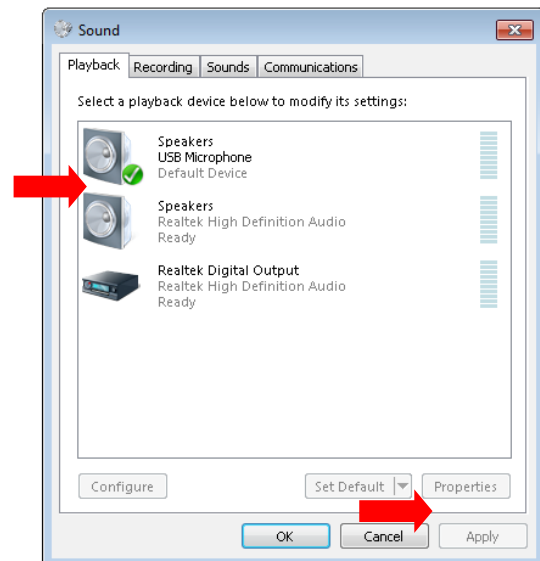 Sound
Playback Recording Sounds Communications
Select a playback device below to modify its settings:
Speakers
USB Microphone
Default Device
Speakers
Realtek High Definition Audio
Ready
Realtek Digital Output
Realtek High Definition Audio
Ready
Configure Set Default Properties
OK Cancel Apply